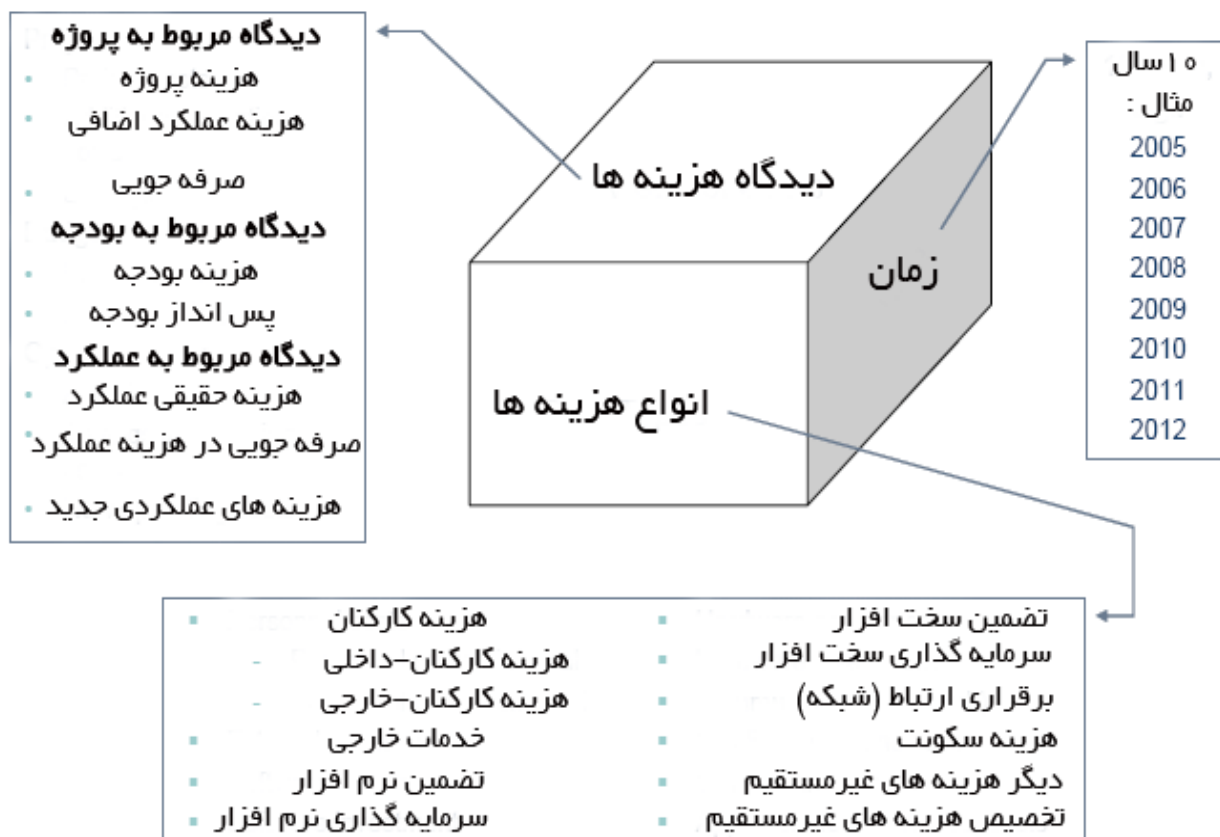 دیدگاه مربوط به پروژه
هزینه پروژه
هزینه عملکرد اضافی
صرفه جویی
دیدگاه مربوط به بودجه
هزینه بودجه
پس انداز بودجه
دیدگاه مربوط به عملکرد
هزینه حقیقی عملکرد
صرفه جویی در هزینه عملکرد
هزینه های عملکردی جدید
دیدگاه هزینه ها
زمان
انواع هزینه ها
۱۰سال
مثال :
2005
2006
2007
2008
2009
2010
2011
2012
تضمین سخت افزار
سرمایه گذاری سخت افزار
برقراری ارتباط (شبکه)
هزینه سکونت
دیگر هزینه های غیرمستقیم
تخصیص هزینه های غیرمستقیم
هزینه کارکنان
هزینه کارکنان-داخلی
هزینه کارکنان-خارجی
خدمات خارجی
تضمین نرم افزار
سرمایه گذاری نرم افزار